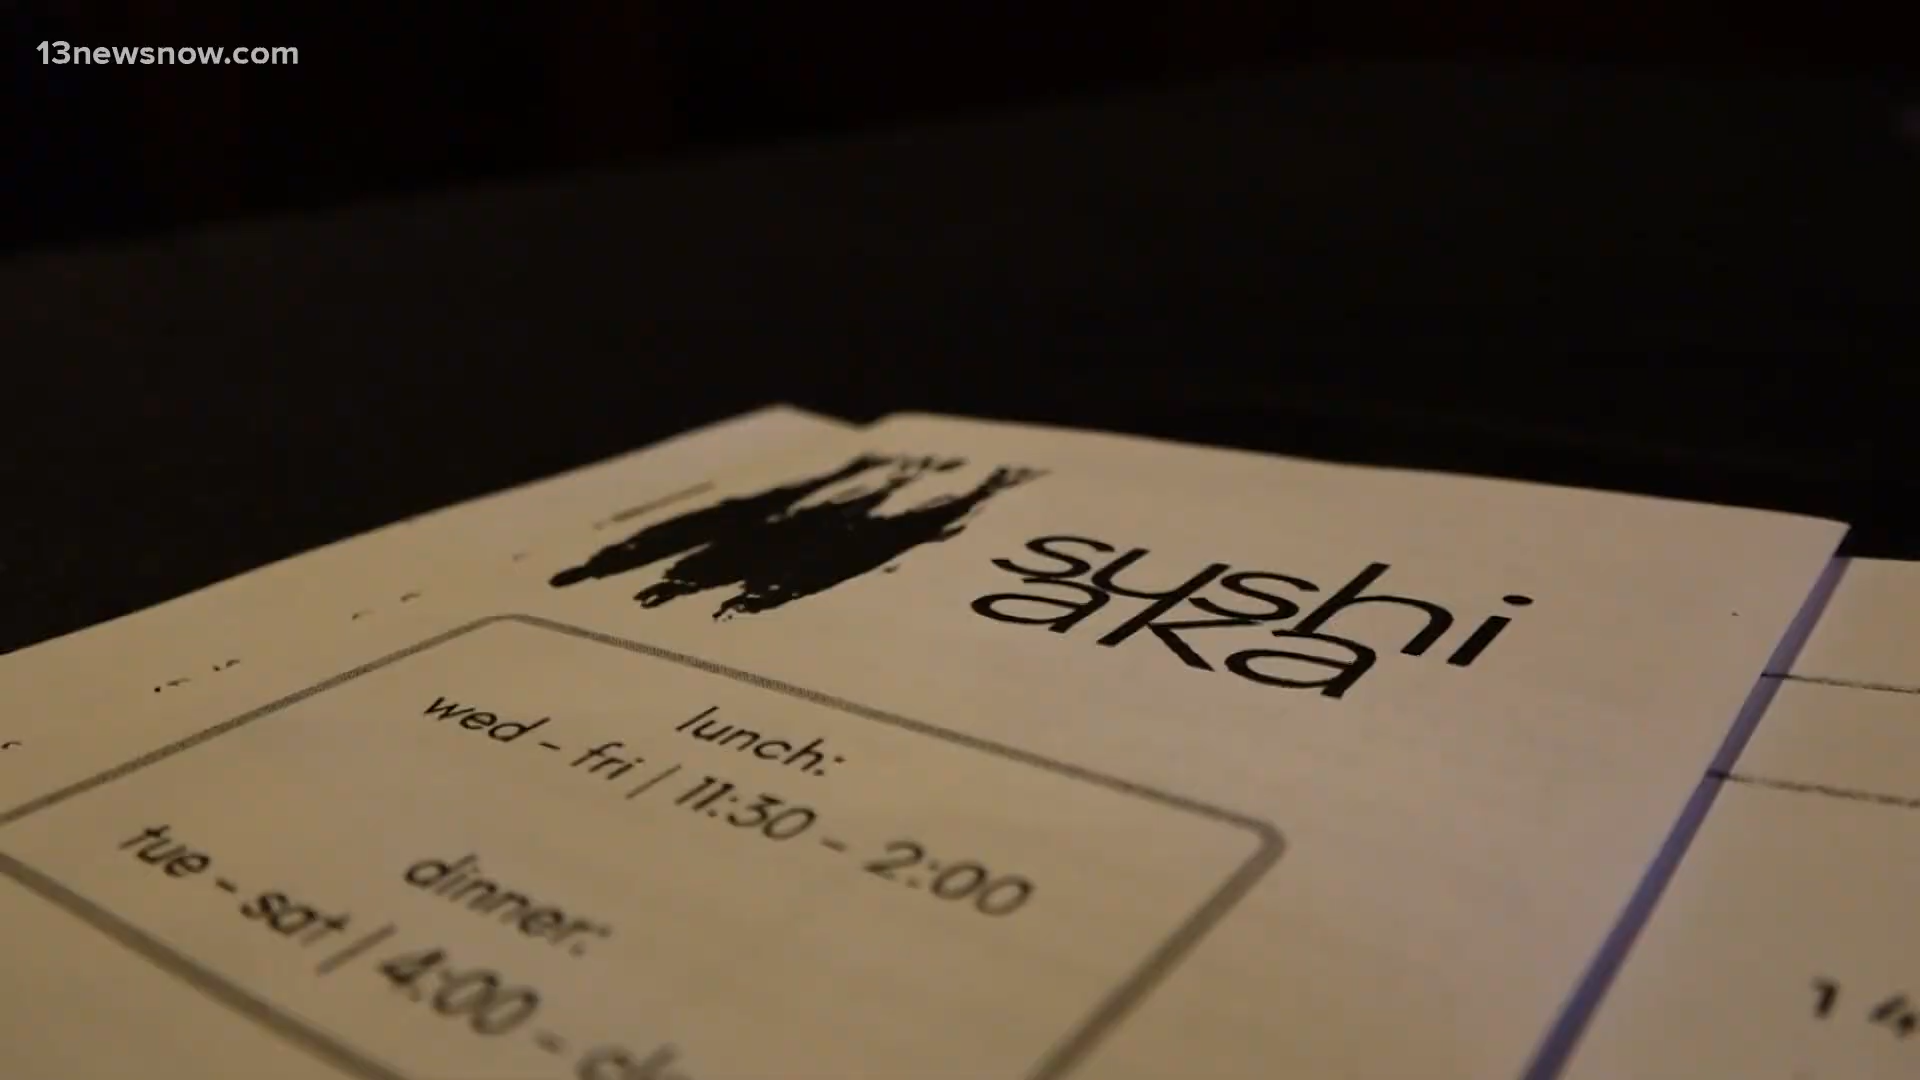 13newsnow.com
sushi
aka
lunch:
wed - fri | 11:30 - 2:00
dinner:
tue - sat | 4:00 -